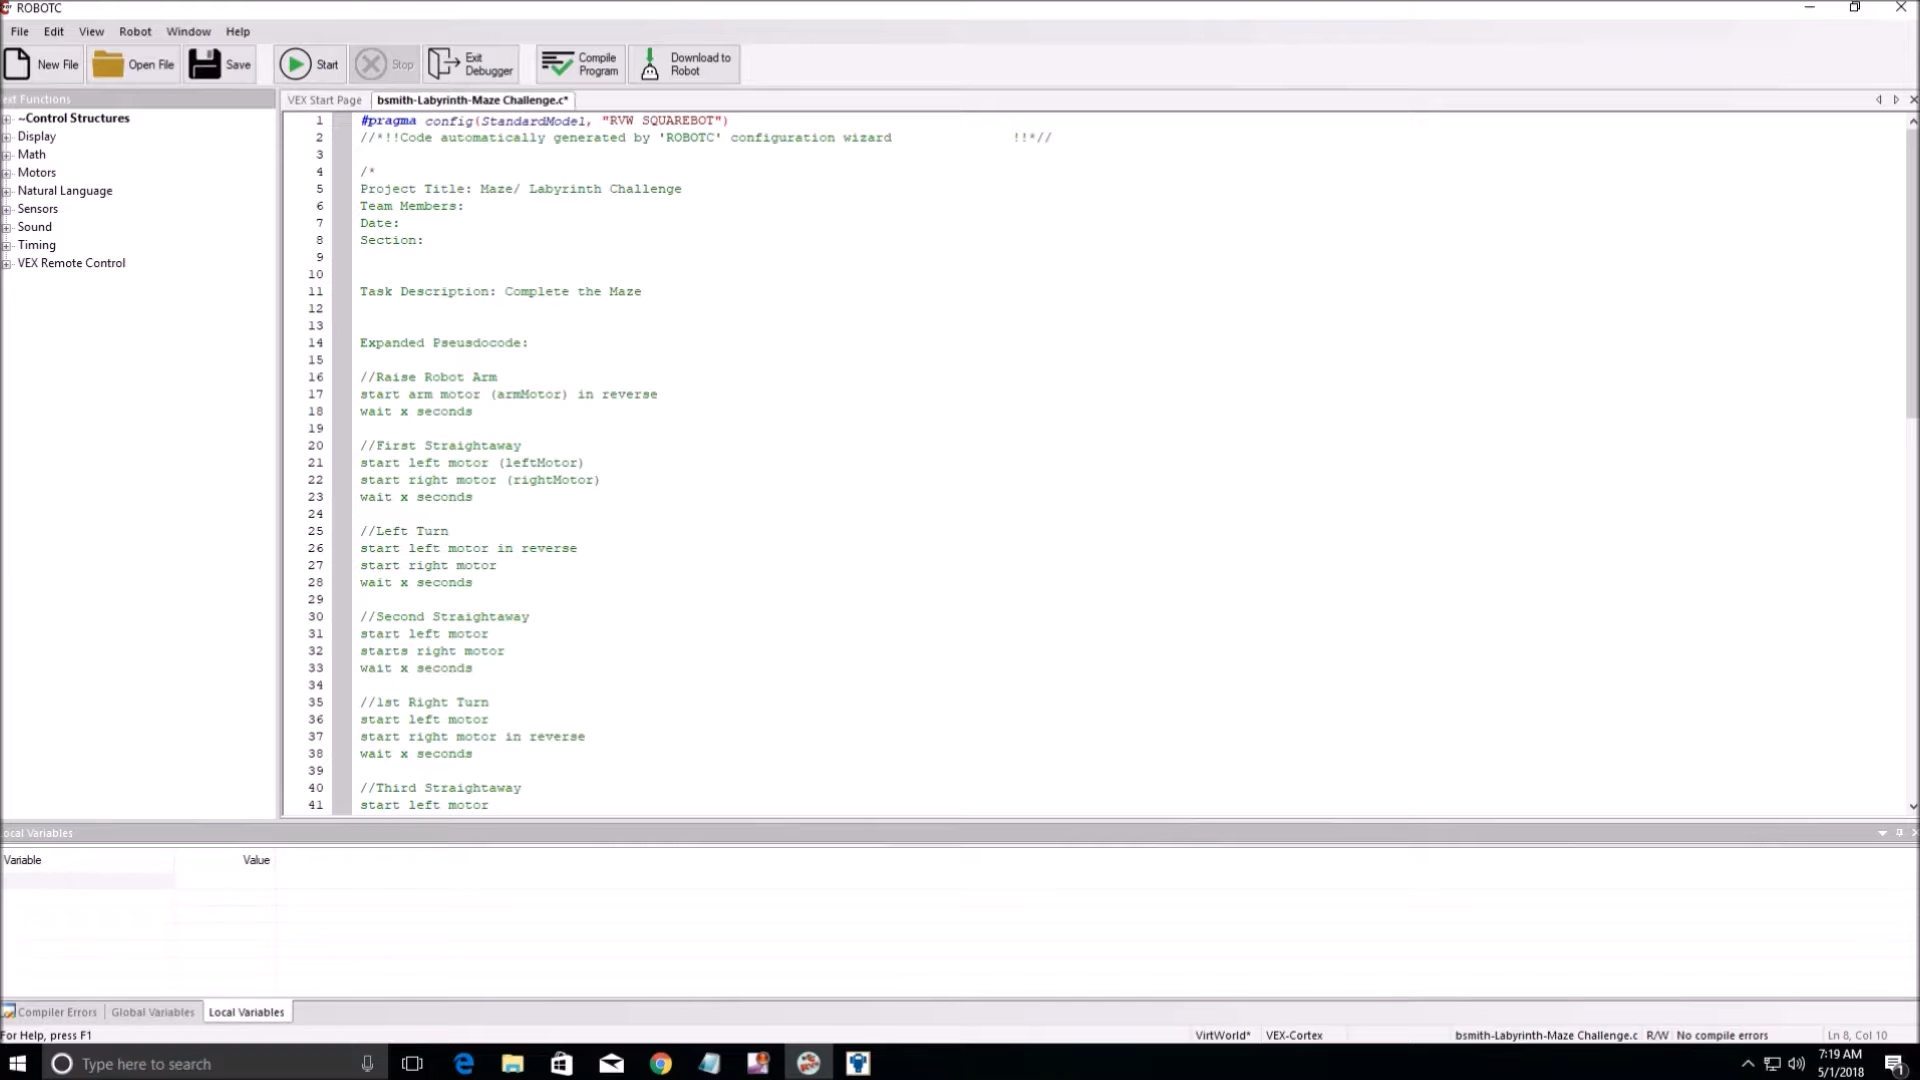 ROBOTC
File Edit View Robot Window Help
New File Open File Save Start Stop Exit Debugger Compile Program Download to Robot
ext Functions
~Control Structures
Display
Math
Motors
Natural Language
Sensors
Sound
Timing
VEX Remote Control
VEX Start Page bsmith-Labyrinth-Maze Challenge.c*
1 #pragma config(StandardModel, "RVW SQUAREBOT")
2 //*!!Code automatically generated by 'ROBOTC' configuration wizard !!*//
3
4 /*
5 Project Title: Maze/ Labyrinth Challenge
6 Team Members:
7 Date:
8 Section:
9
10
11 Task Description: Complete the Maze
12
13
14 Expanded Pseusdocode:
15
16 //Raise Robot Arm
17 start arm motor (armMotor) in reverse
18 wait x seconds
19
20 //First Straightaway
21 start left motor (leftMotor)
22 start right motor (rightMotor)
23 wait x seconds
24
25 //Left Turn
26 start left motor in reverse
27 start right motor
28 wait x seconds
29
30 //Second Straightaway
31 start left motor
32 starts right motor
33 wait x seconds
34
35 //1st Right Turn
36 start left motor
37 start right motor in reverse
38 wait x seconds
39
40 //Third Straightaway
41 start left motor
ocal Variables
Variable Value
Compiler Errors Global Variables Local Variables
For Help, press F1 VirtWorld* VEX-Cortex bsmith-Labyrinth-Maze Challenge.c R/W No compile errors Ln 8, Col 10
Type here to search
7:19 AM
5/1/2018
1